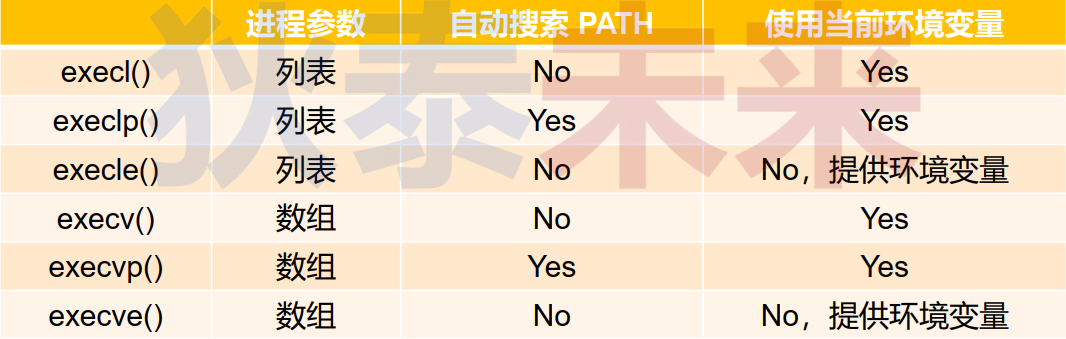 进程参数 自动搜索 PATH 使用当前环境变量
execl() 列表 No Yes
execlp() 列表 Yes Yes
execle() 列表 No No，提供环境变量
execv() 数组 No Yes
execvp() 数组 Yes Yes
execve() 数组 No No，提供环境变量
狄泰未来